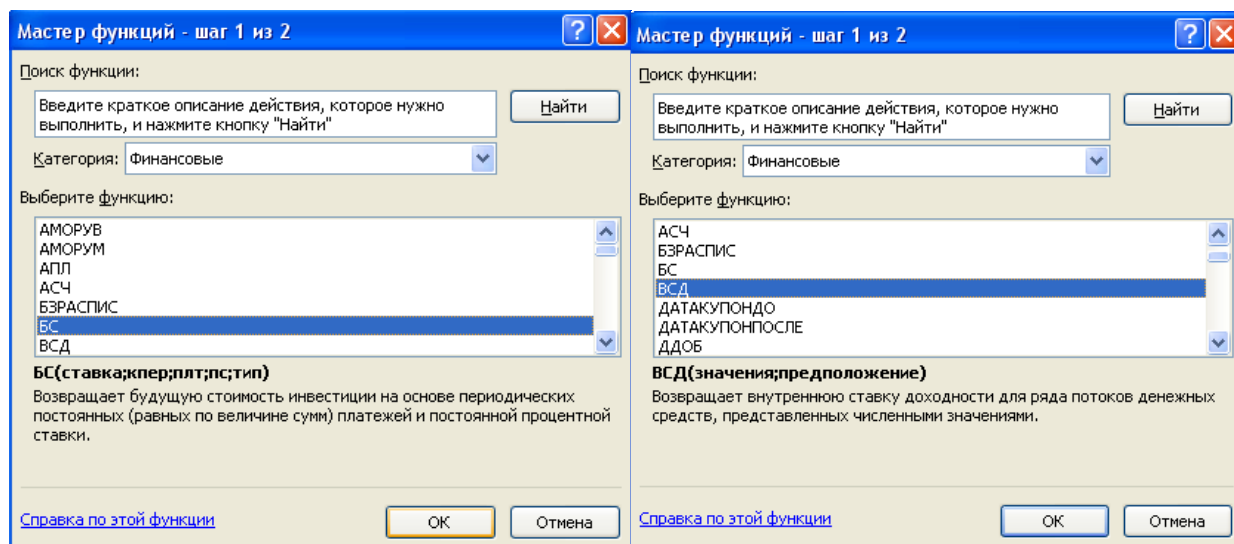 Мастер функций - шаг 1 из 2
Поиск функции:
Введите краткое описание действия, которое нужно
выполнить, и нажмите кнопку "Найти"
Найти
Категория: Финансовые
Выберите функцию:
АМОРУВ
АМОРУМ
АПЛ
АСЧ
БЗРАСПИС
БС
ВСД
БС(ставка;кпер;плт;пс;тип)
Возвращает будущую стоимость инвестиции на основе периодических
постоянных (равных по величине сумм) платежей и постоянной процентной
ставки.
Справка по этой функции
ОК
Отмена
Мастер функций - шаг 1 из 2
Поиск функции:
Введите краткое описание действия, которое нужно
выполнить, и нажмите кнопку "Найти"
Найти
Категория: Финансовые
Выберите функцию:
АСЧ
БЗРАСПИС
БС
ВСД
ДАТАКУПОНДО
ДАТАКУПОНПОСЛЕ
ДДОБ
ВСД(значения;предположение)
Возвращает внутреннюю ставку доходности для ряда потоков денежных
средств, представленных численными значениями.
Справка по этой функции
ОК
Отмена